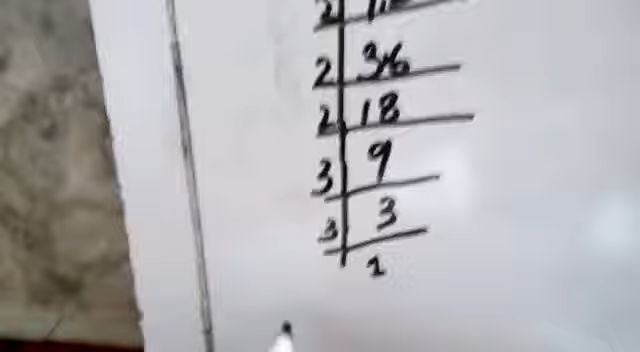 2 | 36
2 | 18
3 | 9
3 | 3
1